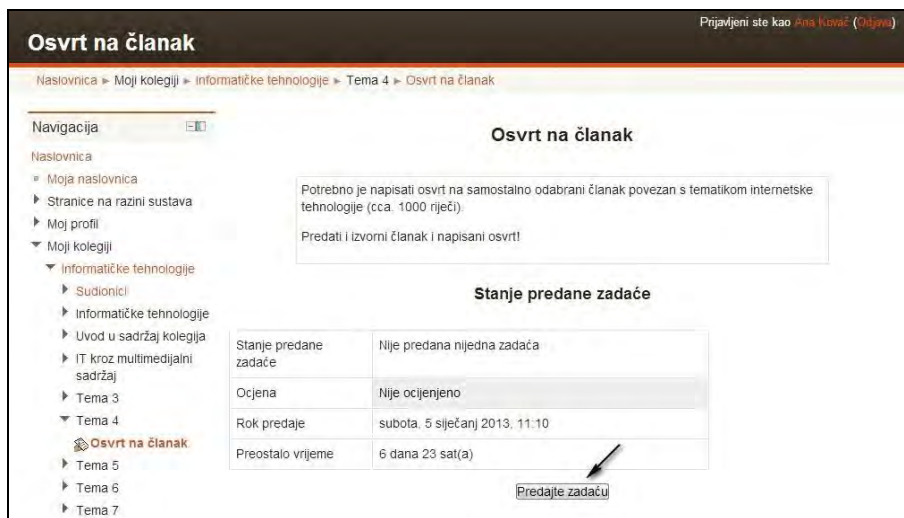 Prijavljeni ste kao Ana Kovač (Odjava)
Osvrt na članak
Naslovnica ► Moji kolegiji ► Informatičke tehnologije ► Tema 4 ► Osvrt na članak
Navigacija
Naslovnica
Moja naslovnica
Stranice na razini sustava
Moj profil
Moji kolegiji
Informatičke tehnologije
Sudionici
Informatičke tehnologije
Uvod u sadržaj kolegija
IT kroz multimedijalni
sadržaj
Tema 3
Tema 4
Osvrt na članak
Tema 5
Tema 6
Tema 7
Osvrt na članak
Potrebno je napisati osvrt na samostalno odabrani članak povezan s tematikom internetske
tehnologije (cca. 1000 riječi).
Predati i izvorni članak i napisani osvrt!
Stanje predane zadaće
Stanje predane
zadaće
Nije predana nijedna zadaća
Ocjena
Nije ocijenjeno
Rok predaje
subota, 5 siječanj 2013, 11:10
Preostalo vrijeme
6 dana 23 sat(a)
Predajte zadaću